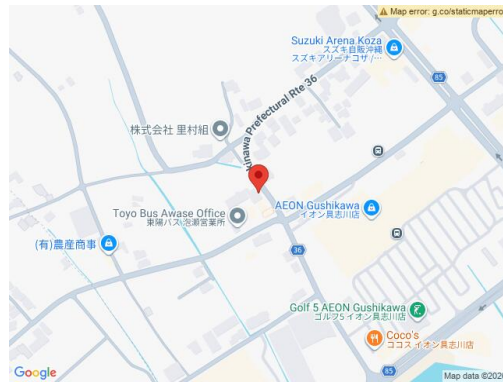 Map error: g.co/staticmaperro
Suzuki Arena Koza
スズキ自販沖縄
スズキアリーナコザ /…
85
kinawa Prefectural Rte 36
株式会社 里村組
AEON Gushikawa
イオン具志川店
Toyo Bus Awase Office
東陽バス 泡瀬営業所
(有)農産商事
36
Golf 5 AEON Gushikawa
ゴルフ5 イオン具志川店
Coco's
ココス イオン具志川店
85
Google
Map data ©2026